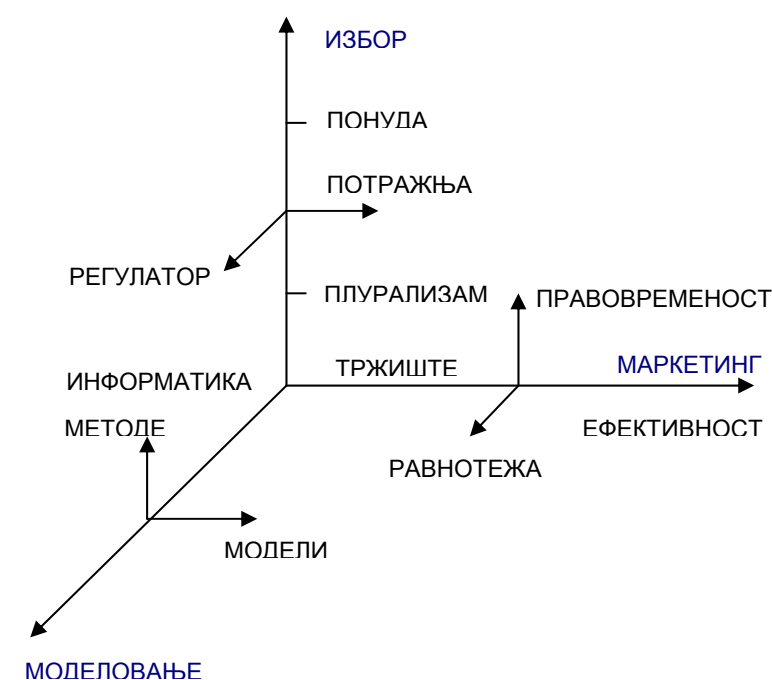 ИЗБОР
ПОНУДА
ПОТРАЖЊА
РЕГУЛАТОР
ПЛУРАЛИЗАМ
ПРАВОВРЕМЕНОСТ
ТРЖИШТЕ
МАРКЕТИНГ
ИНФОРМАТИКА
МЕТОДЕ
ЕФЕКТИВНОСТ
РАВНОТЕЖА
МОДЕЛИ
МОДЕЛОВАЊЕ